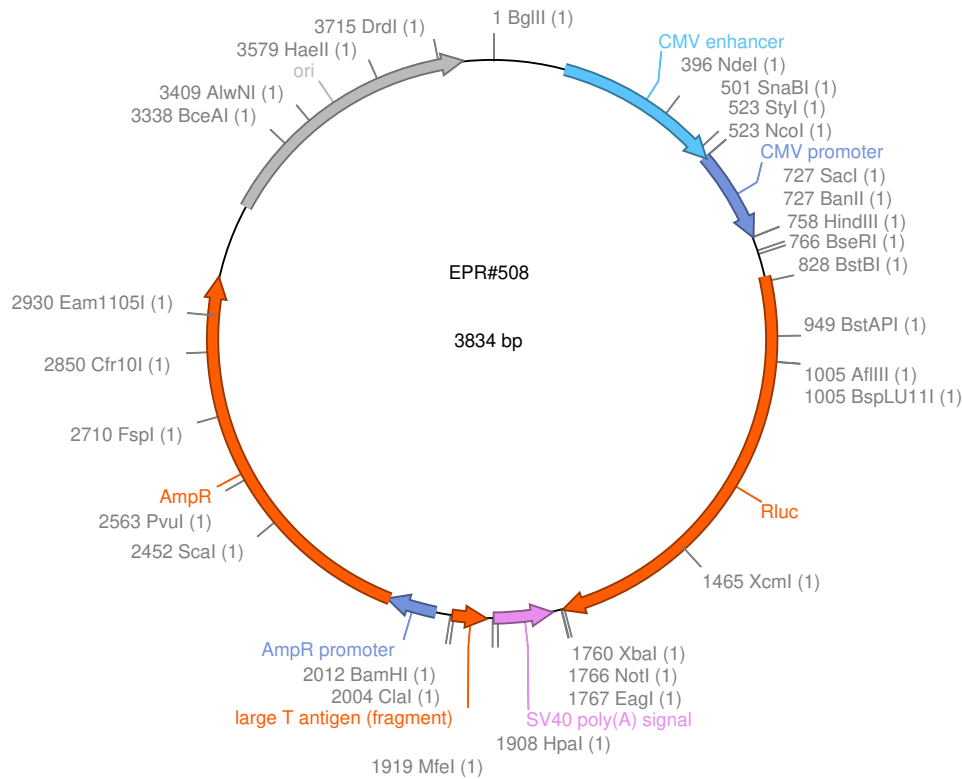 3715 DrdI (1)
1 BglII (1)
3579 HaeII (1)
ori
3409 AlwNI (1)
3338 BceAI (1)
CMV enhancer
396 NdeI (1)
501 SnaBI (1)
523 StyI (1)
523 NcoI (1)
CMV promoter
727 SacI (1)
727 BanII (1)
758 HindIII (1)
766 BseRI (1)
828 BstBI (1)
EPR#508
3834 bp
2930 Eam1105I (1)
2850 Cfr10I (1)
2710 FspI (1)
AmpR
2563 PvuI (1)
2452 ScaI (1)
949 BstAPI (1)
1005 AflIII (1)
1005 BspLU11I (1)
Rluc
1465 XcmI (1)
AmpR promoter
2012 BamHI (1)
2004 ClaI (1)
large T antigen (fragment)
1919 MfeI (1)
1760 XbaI (1)
1766 NotI (1)
1767 EagI (1)
SV40 poly(A) signal
1908 HpaI (1)